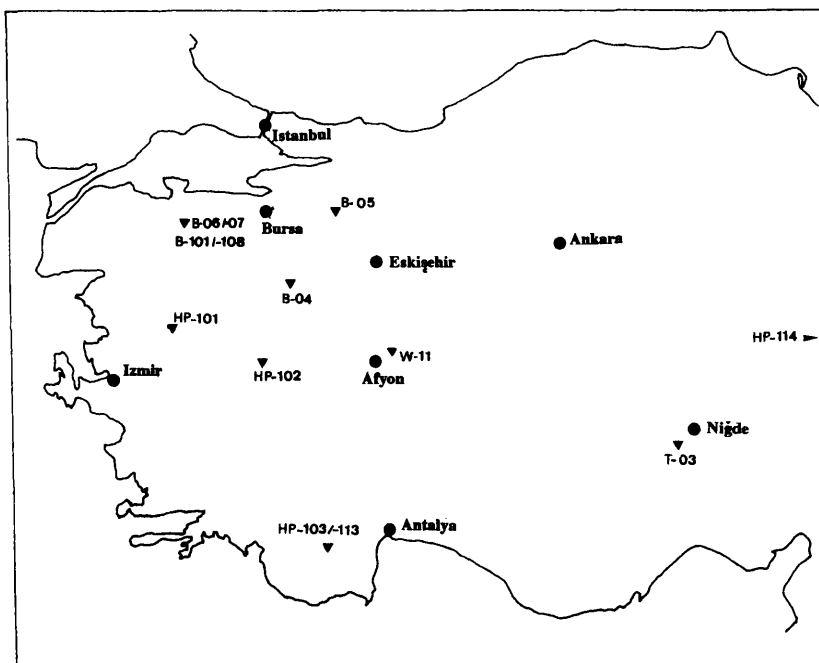 Istanbul
B-05
B-06/-07
Bursa
B-101/-108
Ankara
Eskişehir
B-04
HP-101
HP-114
W-11
Izmir
HP-102
Afyon
Niğde
T-03
HP-103/-113
Antalya